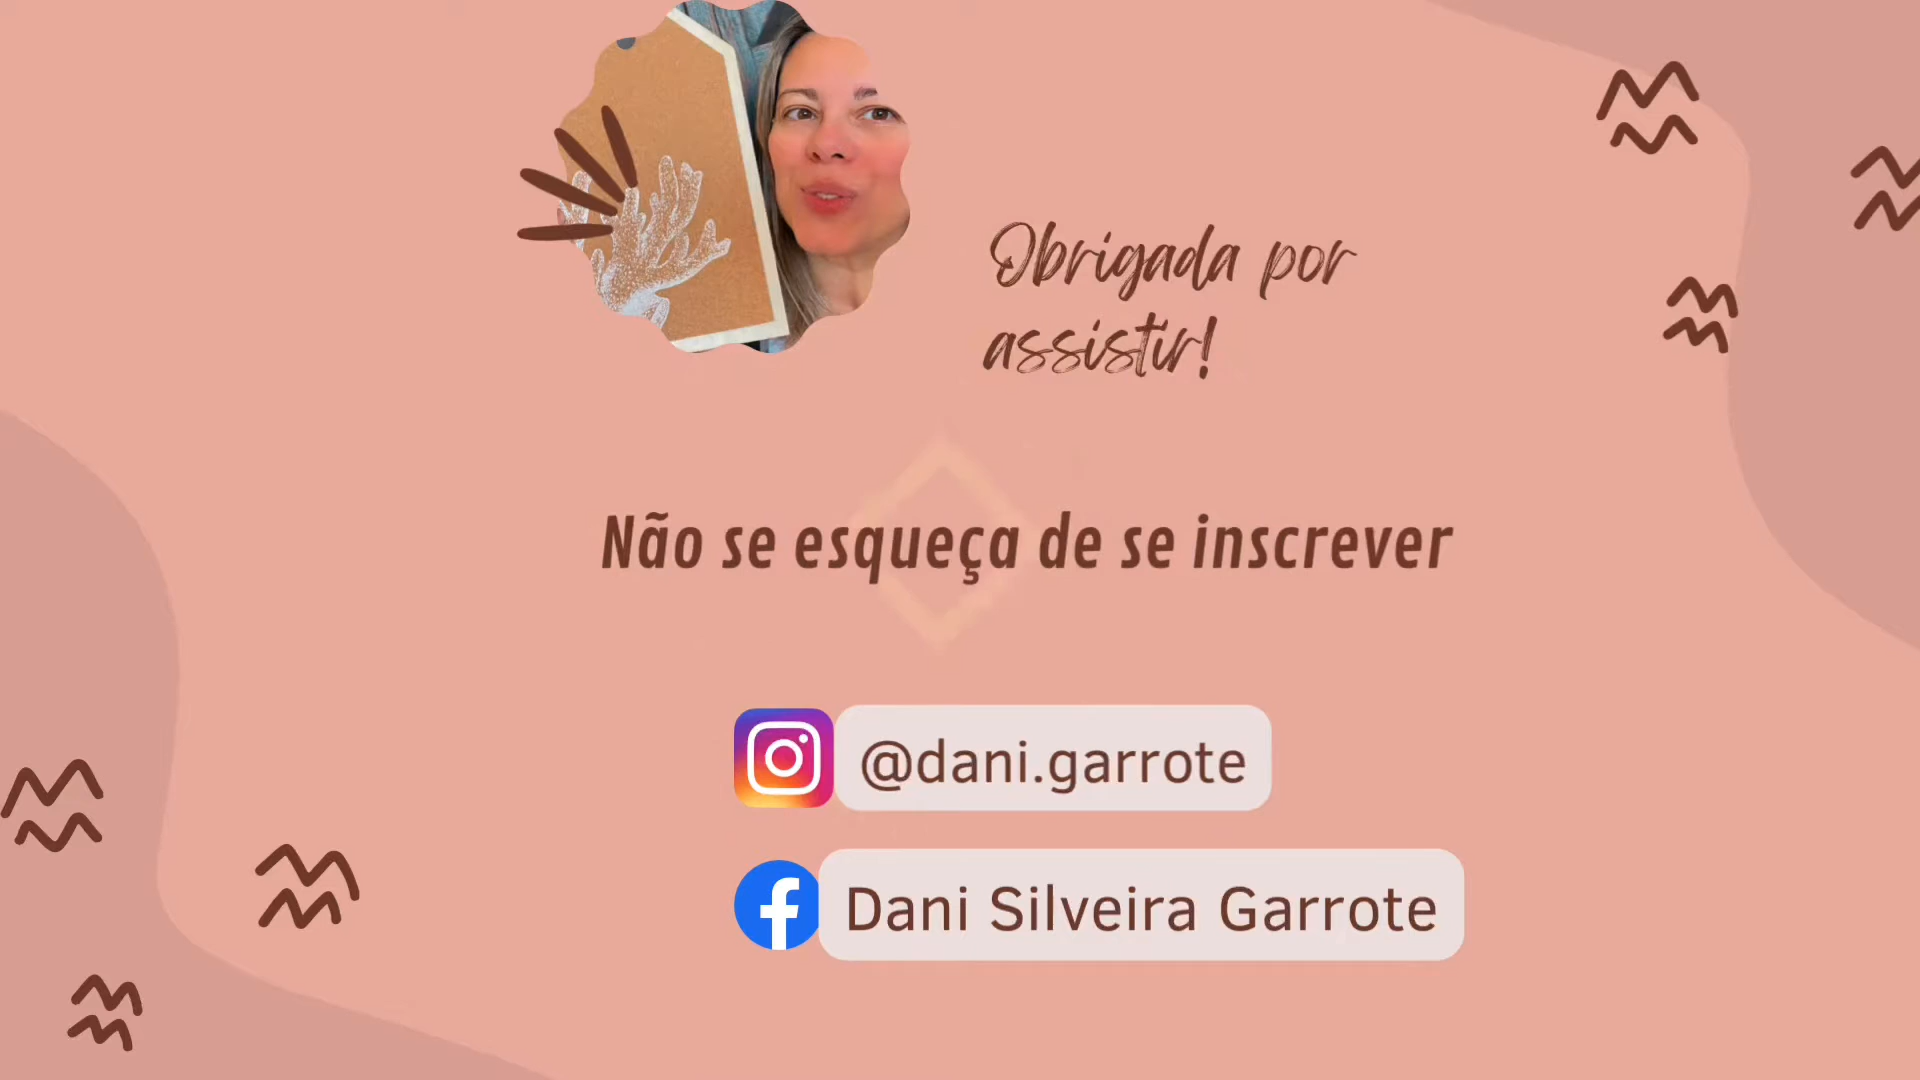 Obrigada por
assistir!
Não se esqueça de se inscrever
@dani.garrote
Dani Silveira Garrote